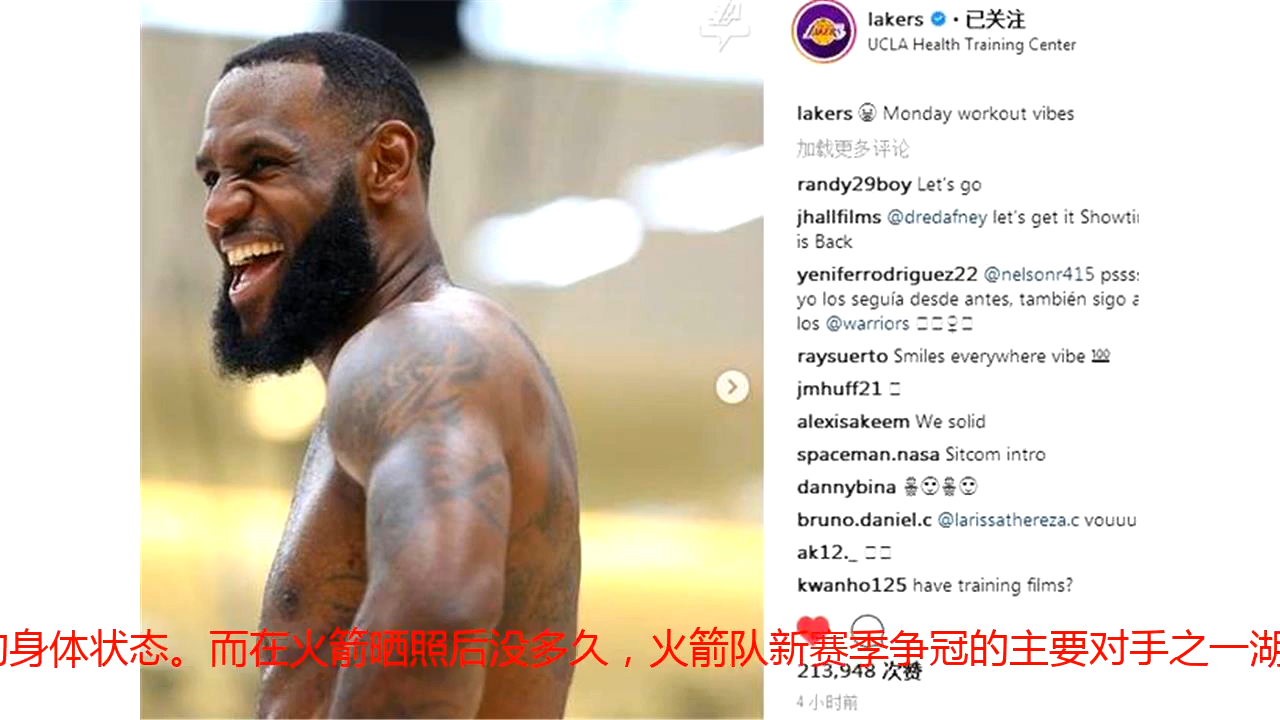 lakers • 已关注
UCLA Health Training Center
lakers Monday workout vibes
加载更多评论
randy29boy Let's go
jhallfilms @dredafney let's get it Showti
is Back
yeniferrodriguez22 @nelsonr415 pssss
yo los seguía desde antes, también sigo a
los @warriors
raysuerto Smiles everywhere vibe 💯
jmhuff21
alexisakeem We solid
spaceman.nasa Sitcom intro
dannybina
bruno.daniel.c @larissathereza.c vouuu
ak12._
kwanho125 have training films?
的身体状态。而在火箭晒照后没多久，火箭队新赛季争冠的主要对手之一湖
213,948 次赞
4 小时前